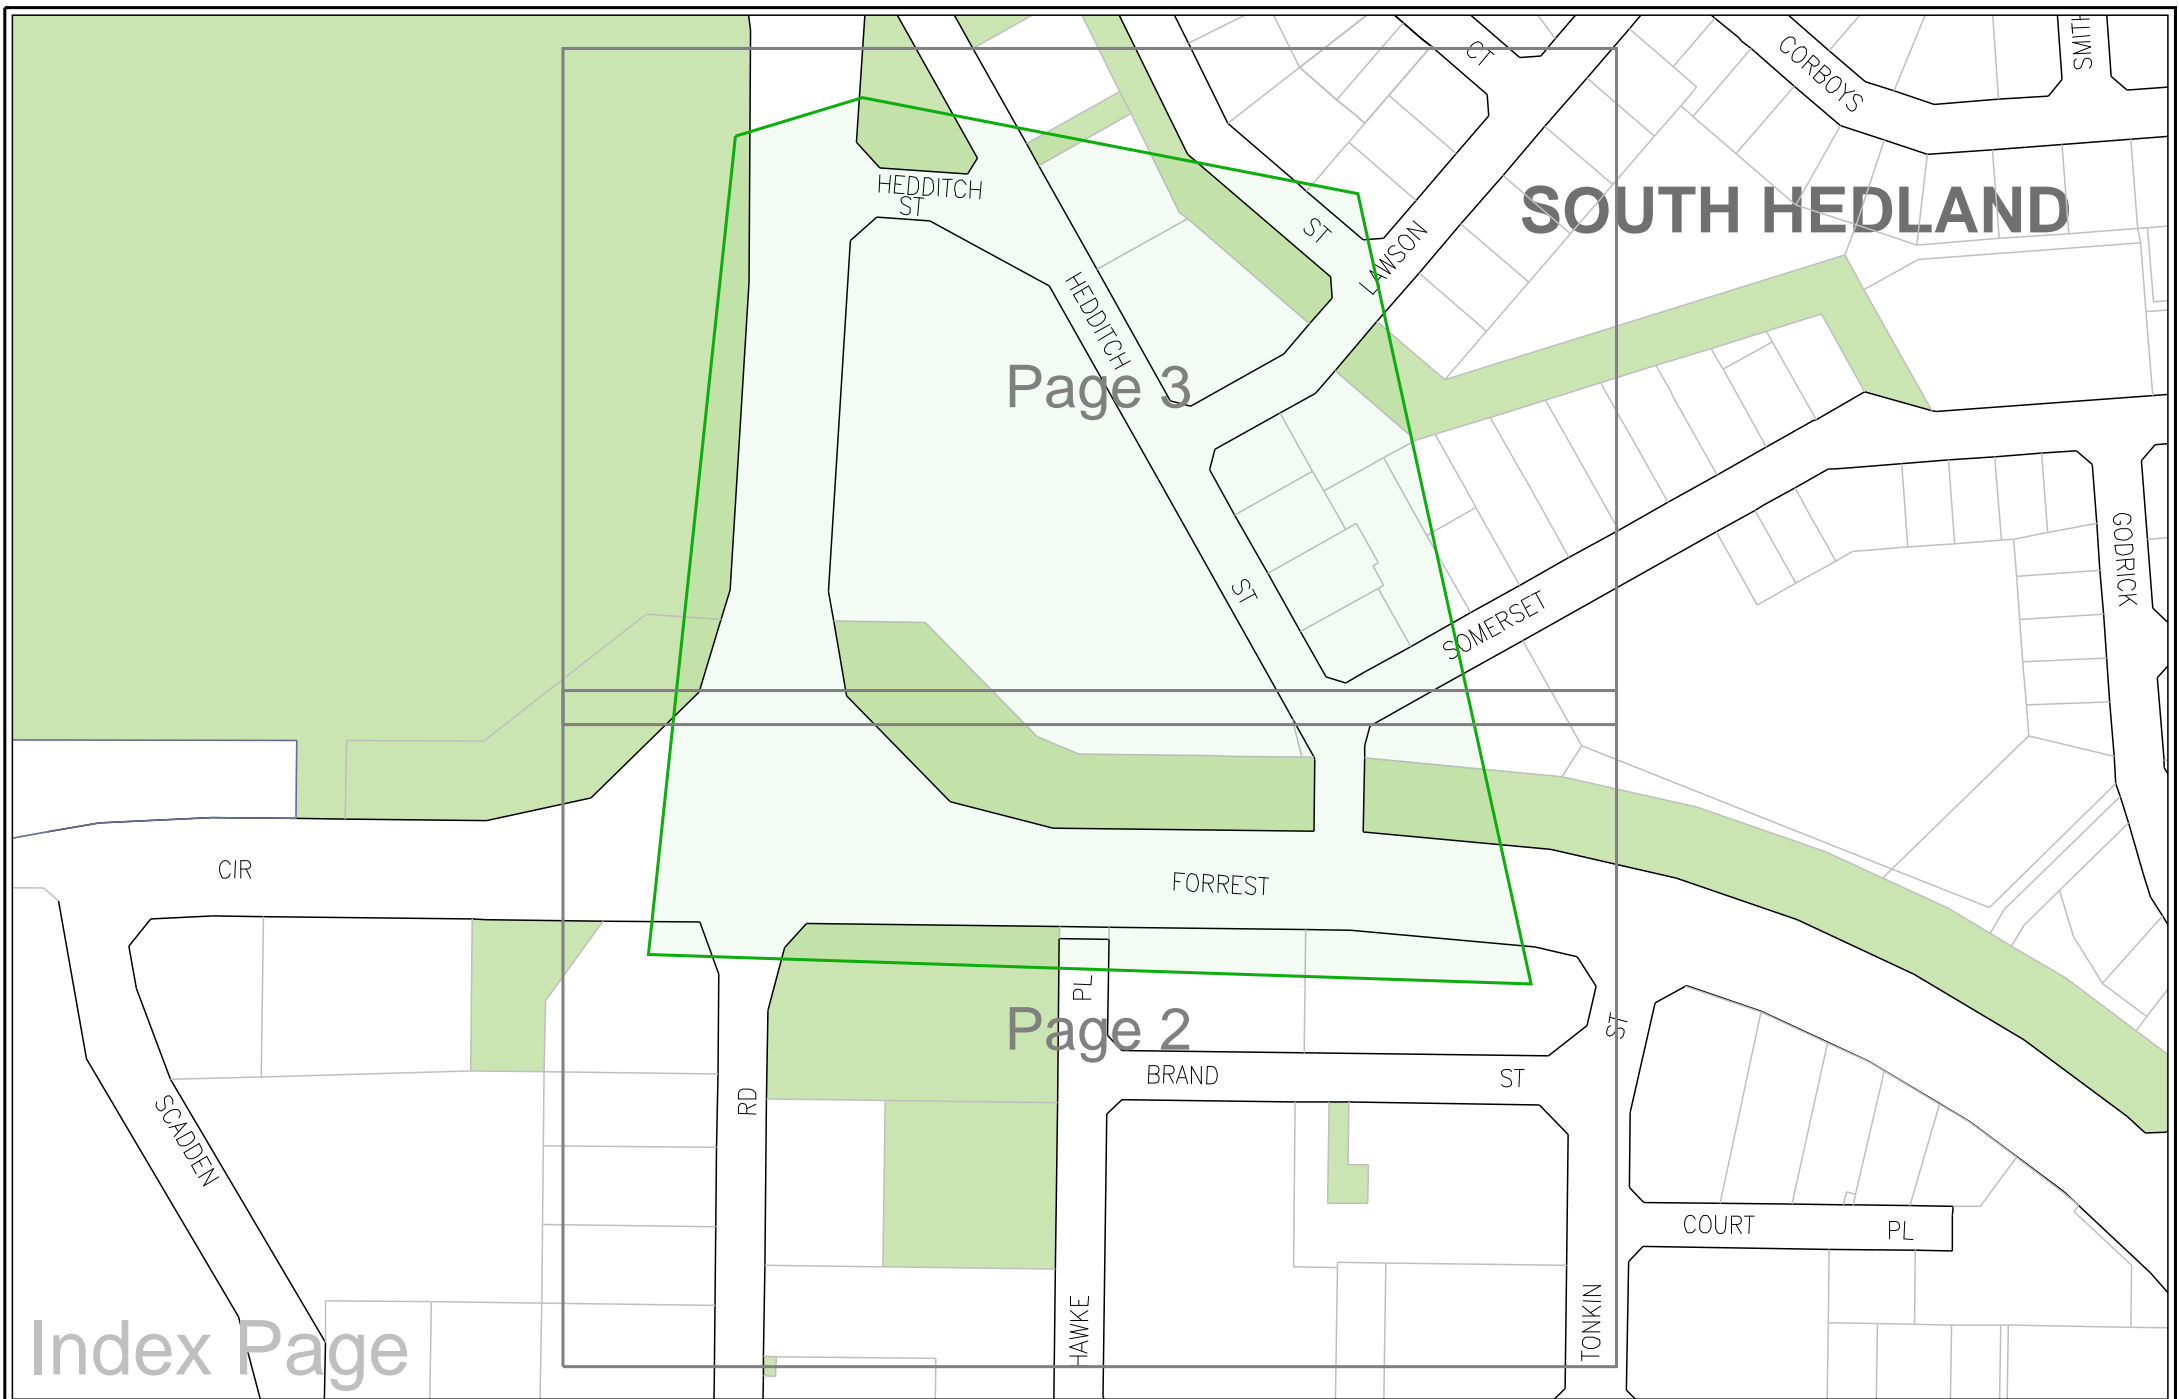 CT
CORBOYS
SMITH
HEDDITCH
ST
SOUTH HEDLAND
ST
LAWSON
HEDDITCH
Page 3
ST
SOMERSET
GODRICK
CIR
FORREST
PL
Page 2
ST
BRAND
ST
RD
SCADDEN
COURT
PL
HAWKE
TONKIN
Index Page